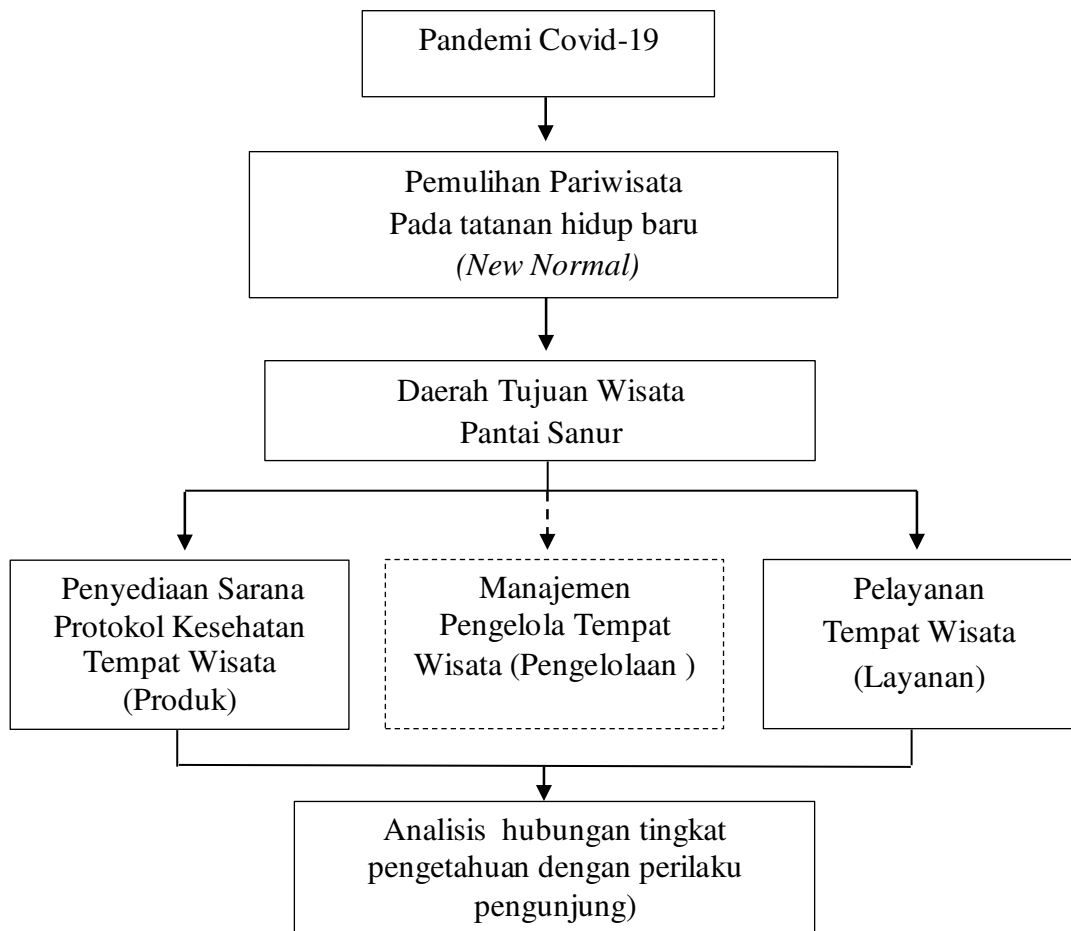 Pandemi Covid-19
Pemulihan Pariwisata
Pada tatanan hidup baru
(New Normal)
Daerah Tujuan Wisata
Pantai Sanur
Penyediaan Sarana
Protokol Kesehatan
Tempat Wisata
(Produk)
Manajemen
Pengelola Tempat
Wisata (Pengelolaan )
Pelayanan
Tempat Wisata
(Layanan)
Analisis hubungan tingkat
pengetahuan dengan perilaku
pengunjung)